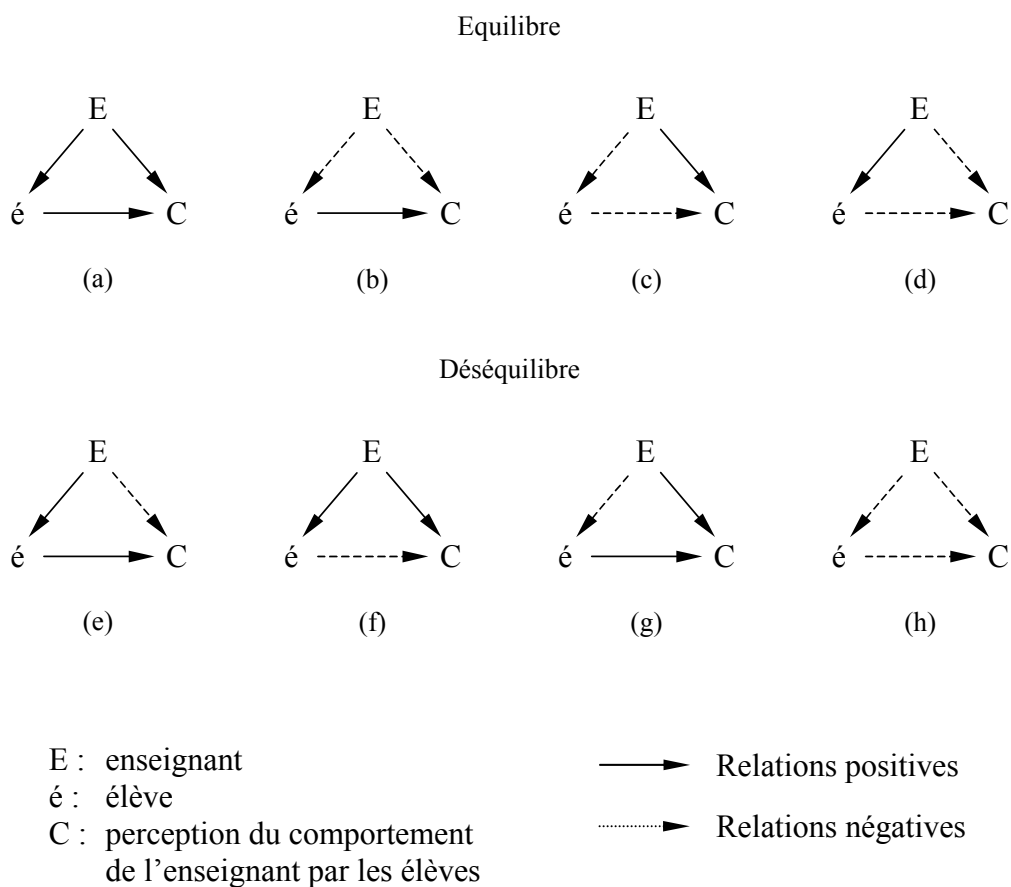 Equilibre
E E E E
é C é C é C é C
(a) (b) (c) (d)
Déséquilibre
E E E E
é C é C é C é C
(e) (f) (g) (h)
E : enseignant
é : élève
C : perception du comportement
de l’enseignant par les élèves
Relations positives
Relations négatives